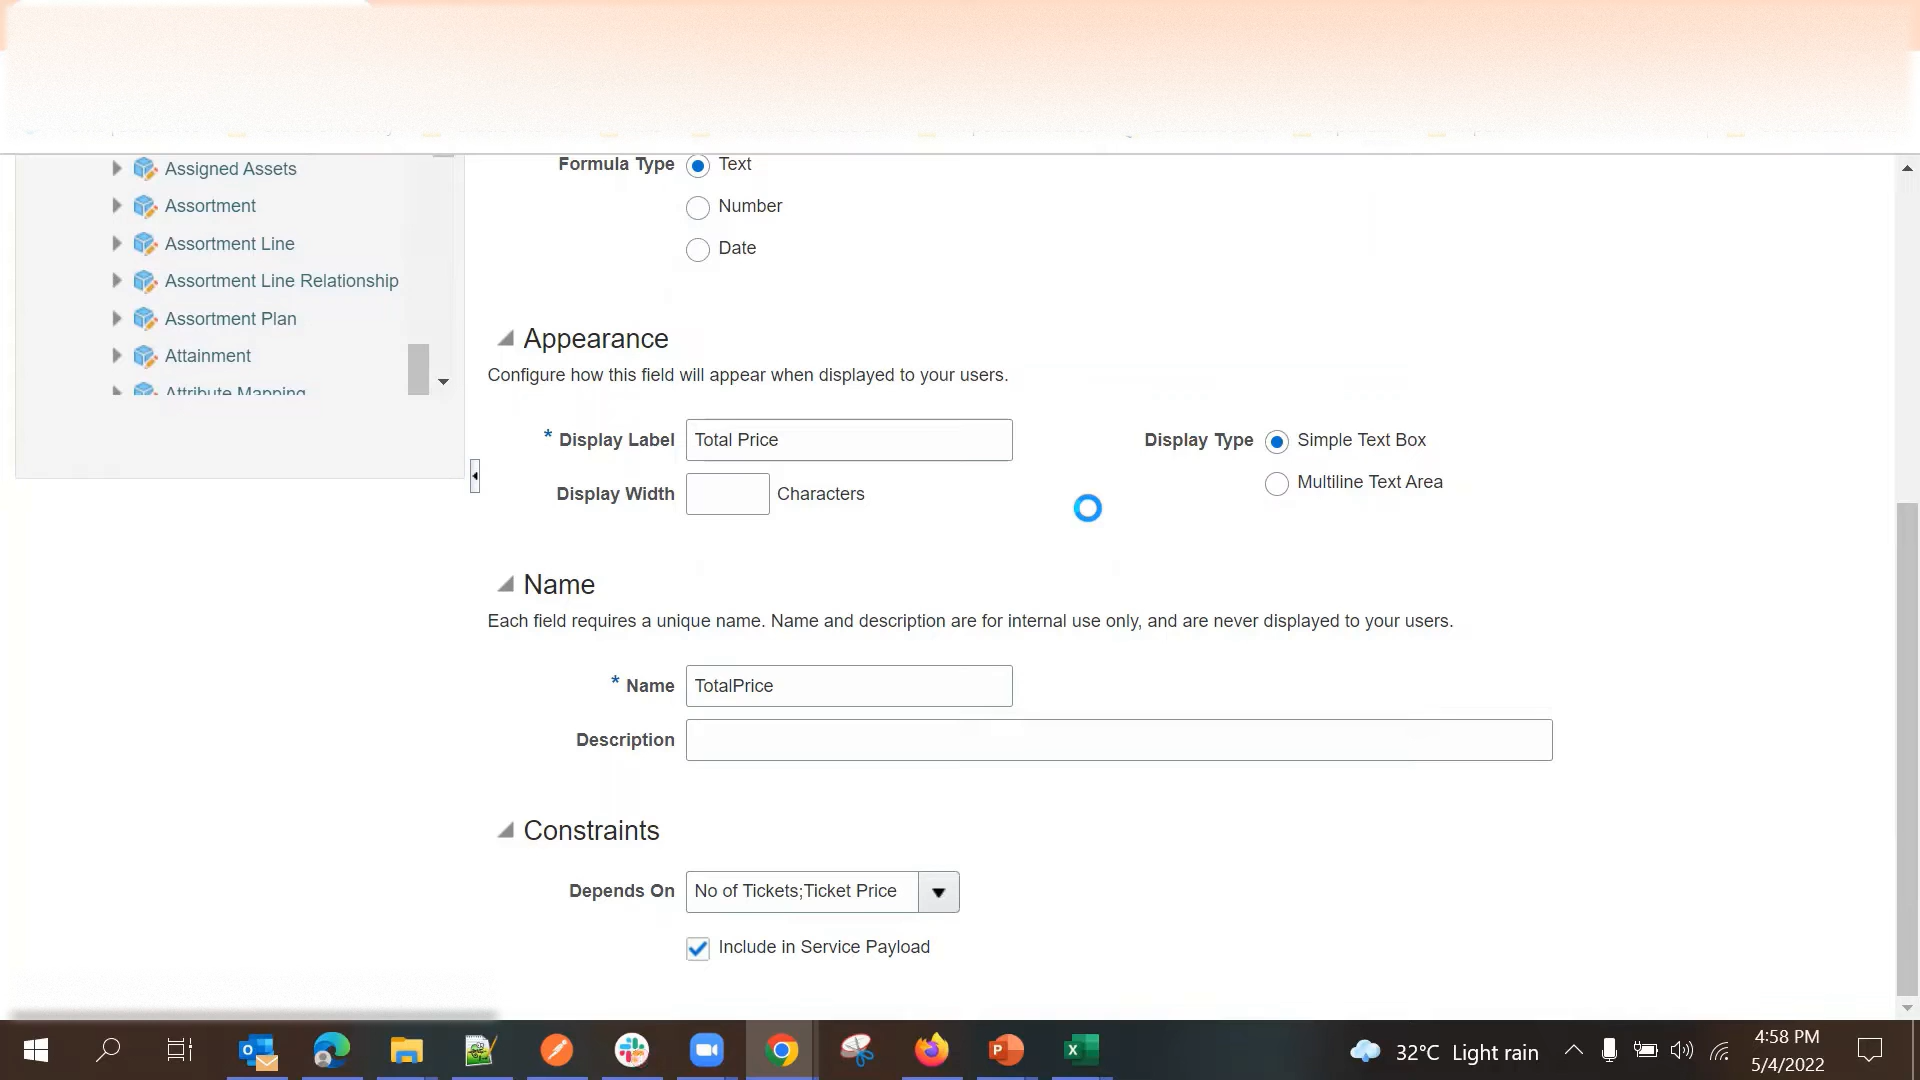 Assigned Assets
Assortment
Assortment Line
Assortment Line Relationship
Assortment Plan
Attainment
Attribute Mapping
Formula Type
Text
Number
Date
Appearance
Configure how this field will appear when displayed to your users.
* Display Label Total Price
Display Width Characters
Display Type Simple Text Box
Multiline Text Area
Name
Each field requires a unique name. Name and description are for internal use only, and are never displayed to your users.
* Name TotalPrice
Description
Constraints
Depends On No of Tickets;Ticket Price
Include in Service Payload
32°C Light rain
4:58 PM
5/4/2022